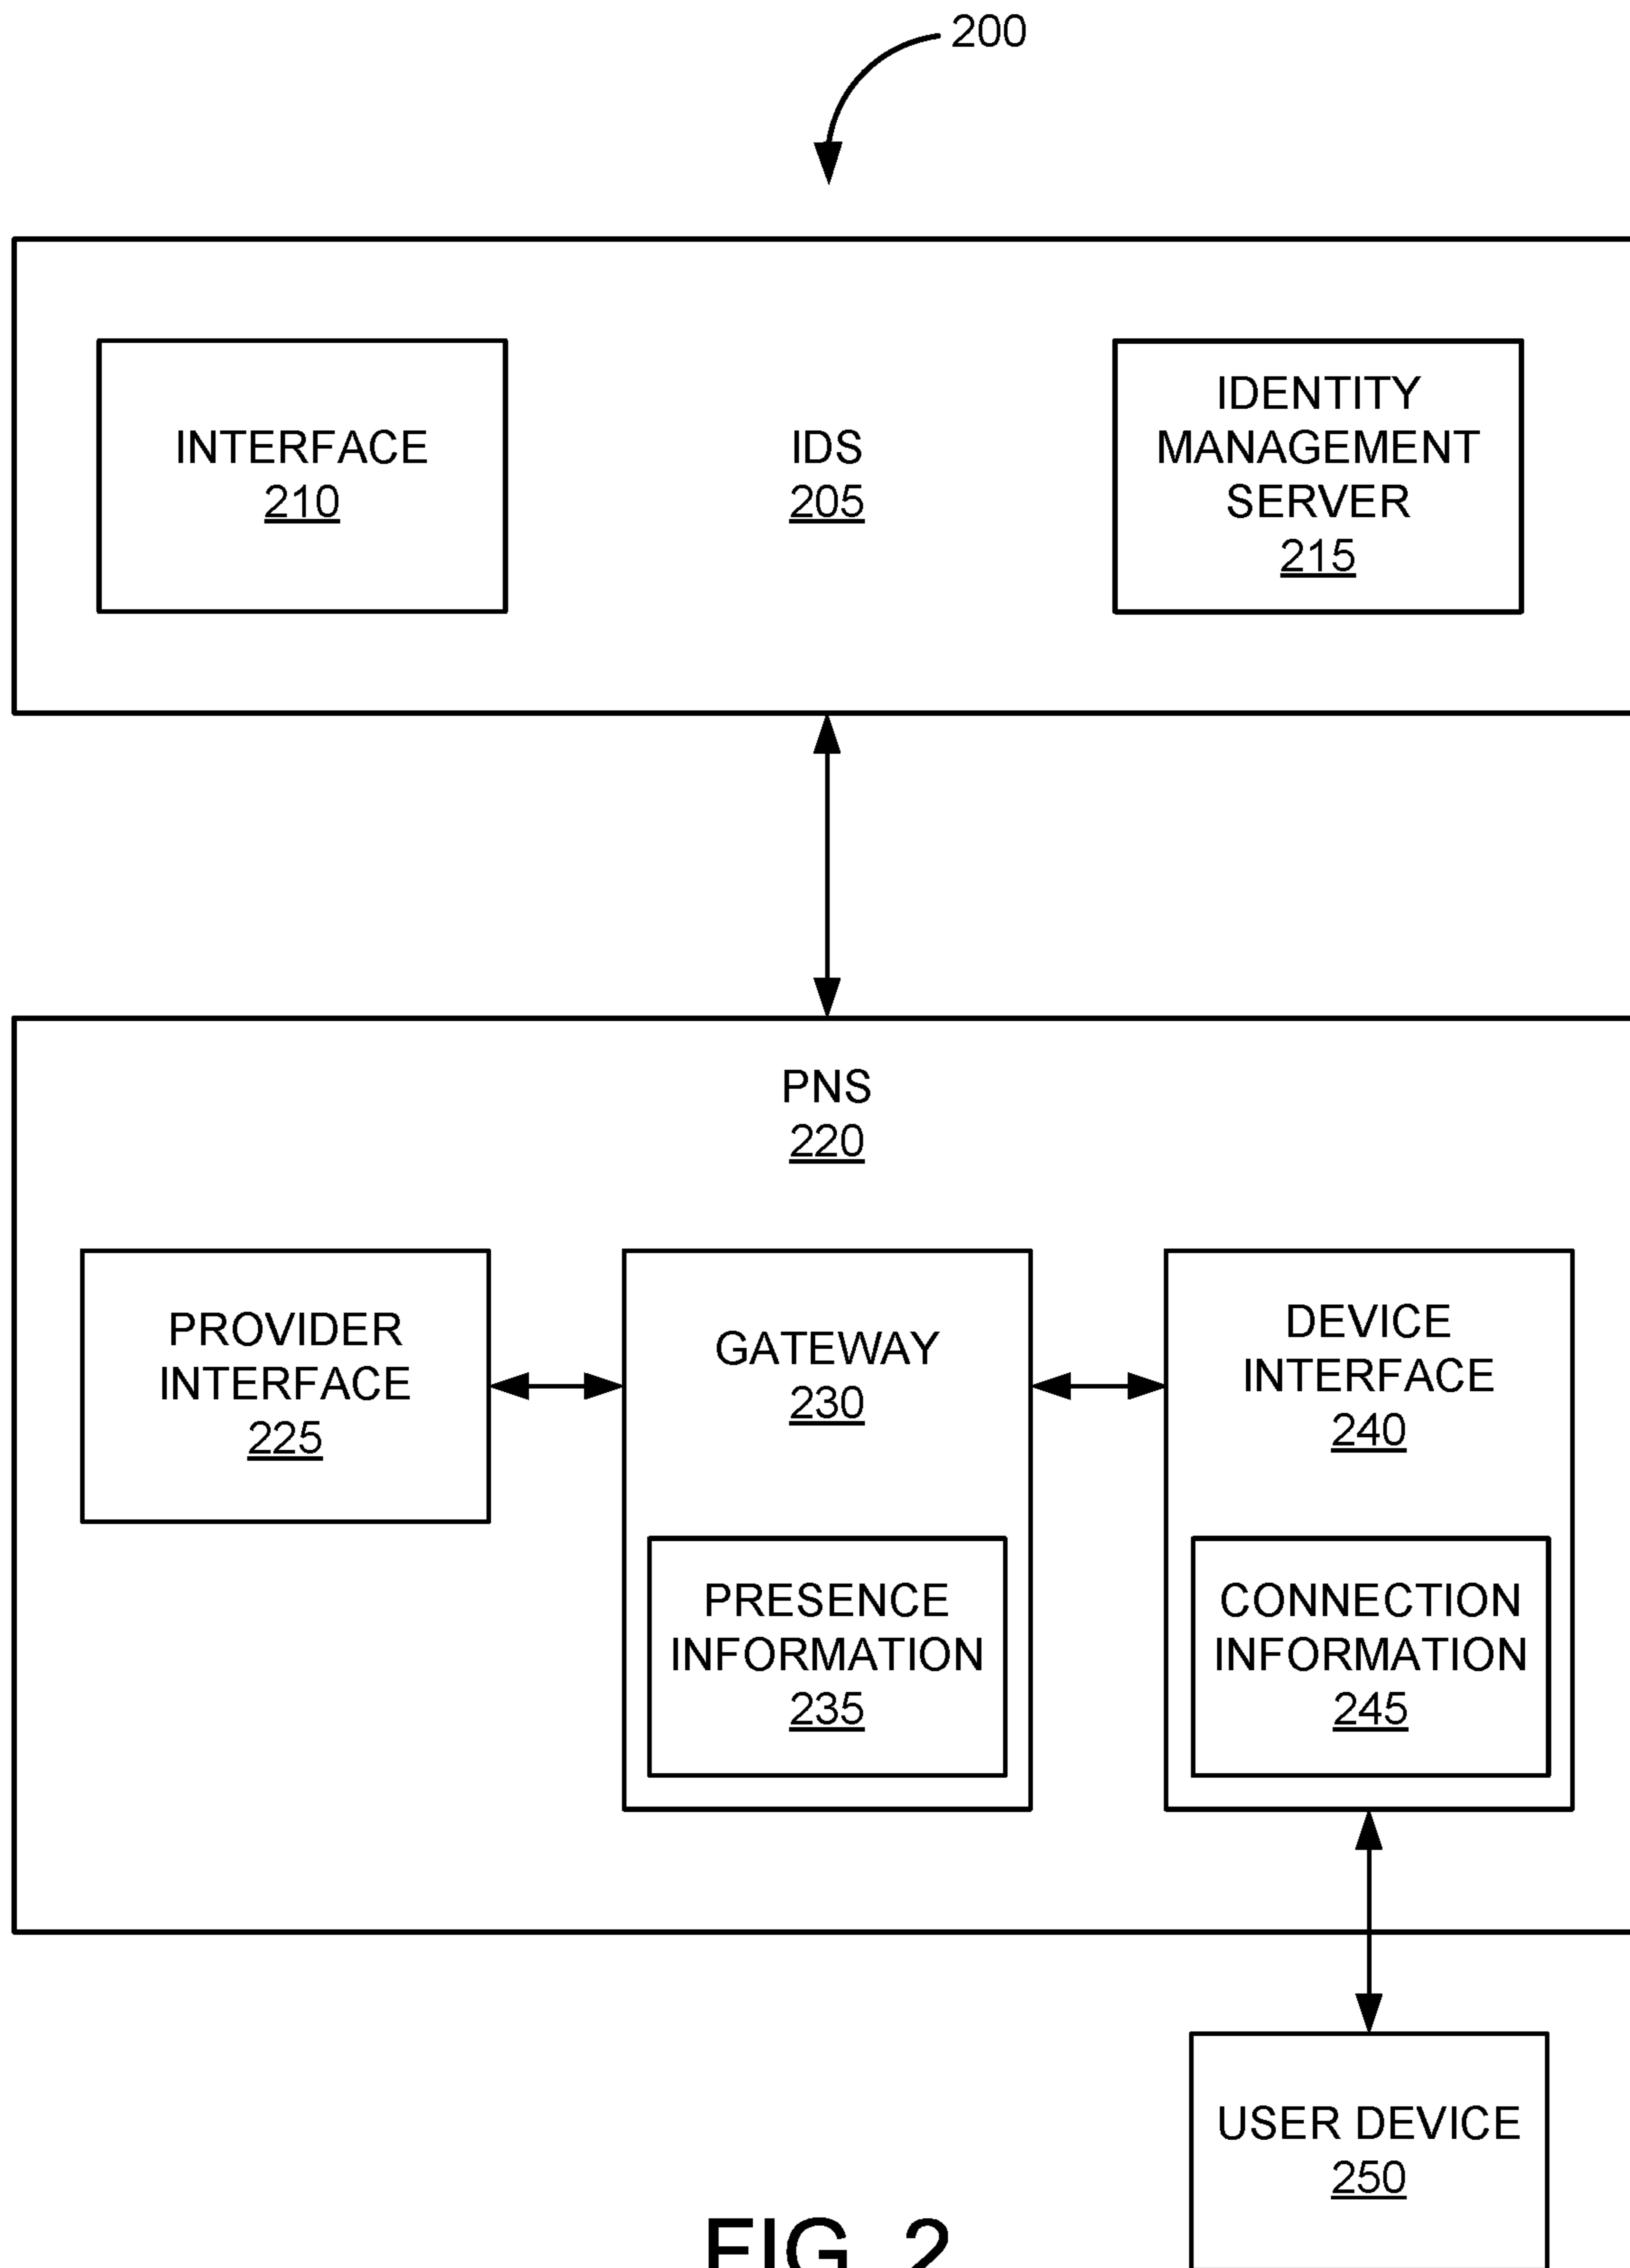 200
INTERFACE
210
IDS
205
IDENTITY
MANAGEMENT
SERVER
215
PNS
220
PROVIDER
INTERFACE
225
GATEWAY
230
PRESENCE
INFORMATION
235
DEVICE
INTERFACE
240
CONNECTION
INFORMATION
245
USER DEVICE
250
FIG. 2